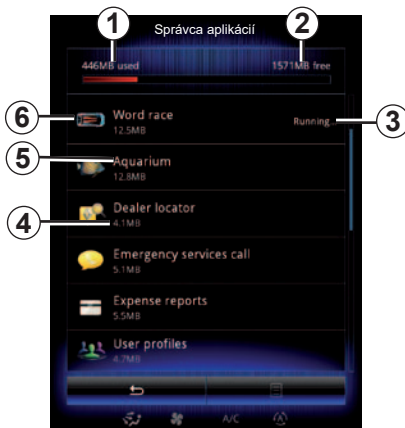 1
2
Správca aplikácií
446MB used 1571MB free
6
Word race
Running...
3
12.5MB
5
Aquarium
12.8MB
Dealer locator
4
4.1MB
Emergency services call
5.1MB
Expense reports
5.5MB
User profiles
4.7MB
A/C
A